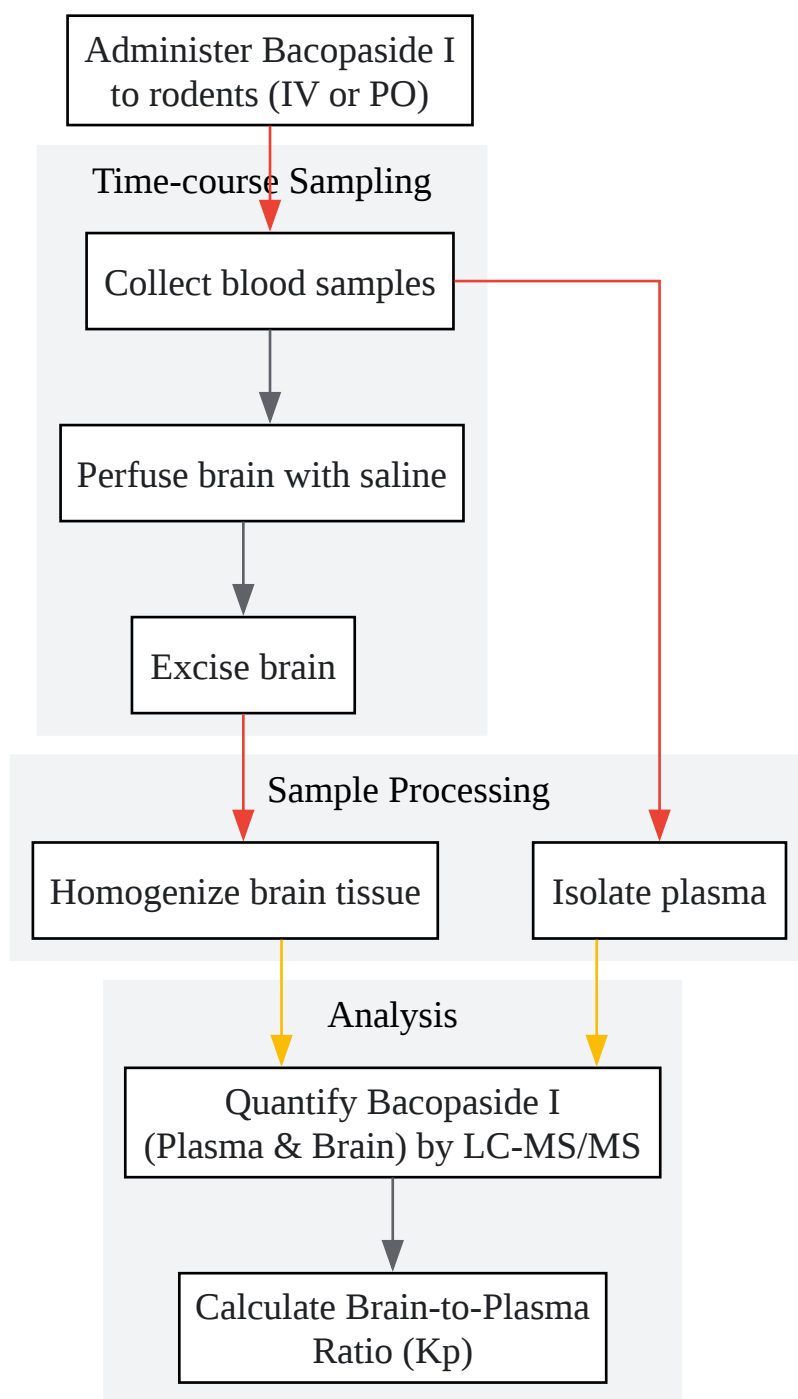 Administer Bacopaside I
to rodents (IV or PO)
Time-course Sampling
Collect blood samples
Perfuse brain with saline
Excise brain
Sample Processing
Homogenize brain tissue
Isolate plasma
Analysis
Quantify Bacopaside I
(Plasma & Brain) by LC-MS/MS
Calculate Brain-to-Plasma
Ratio (Kp)